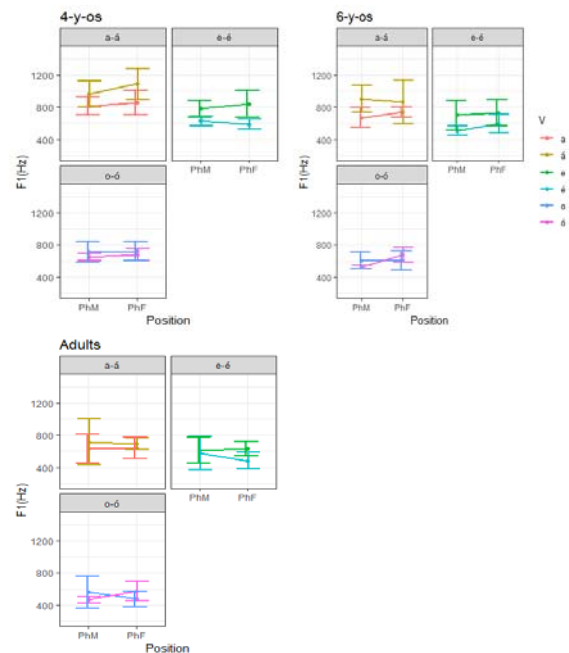 4-y-os
a-á
e-é
1200
800
400
F1(Hz)
PhM
PhF
o-ó
1200
800
400
PhM
PhF
Position
6-y-os
a-á
e-é
1200
800
400
F1(Hz)
PhM
PhF
o-ó
1200
800
400
PhM
PhF
Position
V
a
á
e
é
o
ó
Adults
a-á
e-é
1200
800
400
F1(Hz)
PhM
PhF
o-ó
1200
800
400
PhM
PhF
Position